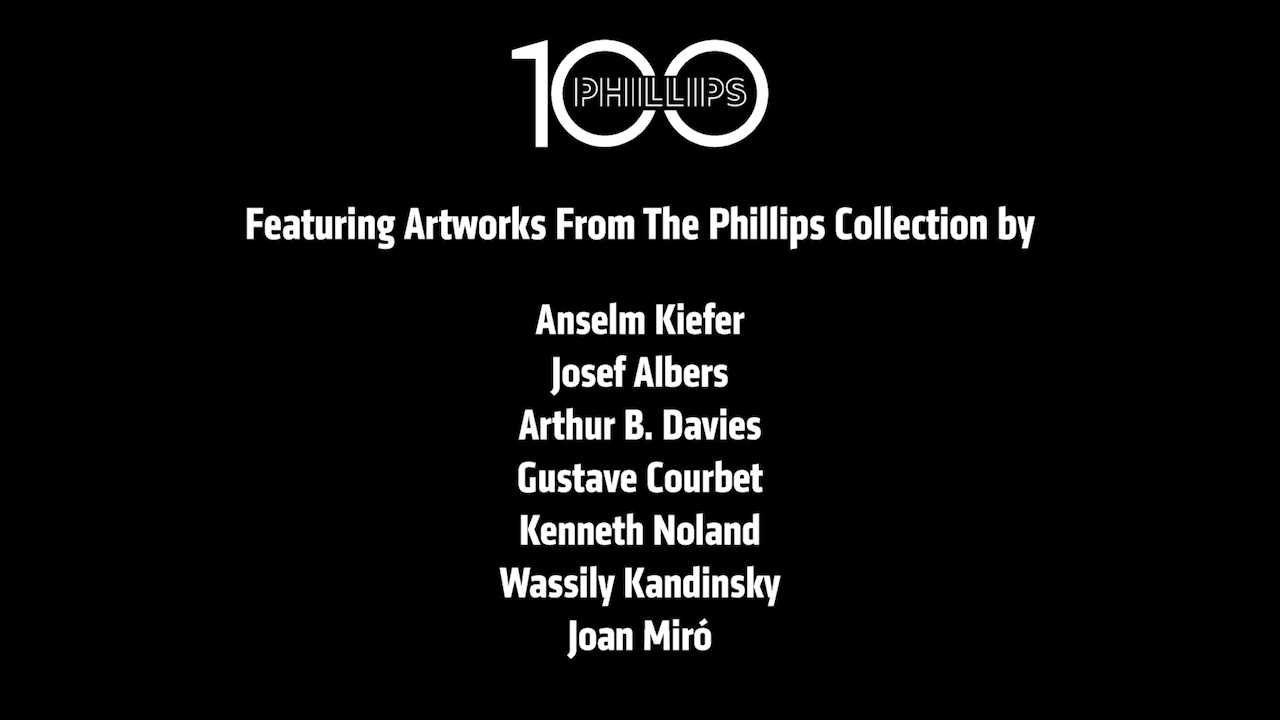 100
PHILLIPS
Featuring Artworks From The Phillips Collection by
Anselm Kiefer
Josef Albers
Arthur B. Davies
Gustave Courbet
Kenneth Noland
Wassily Kandinsky
Joan Miró